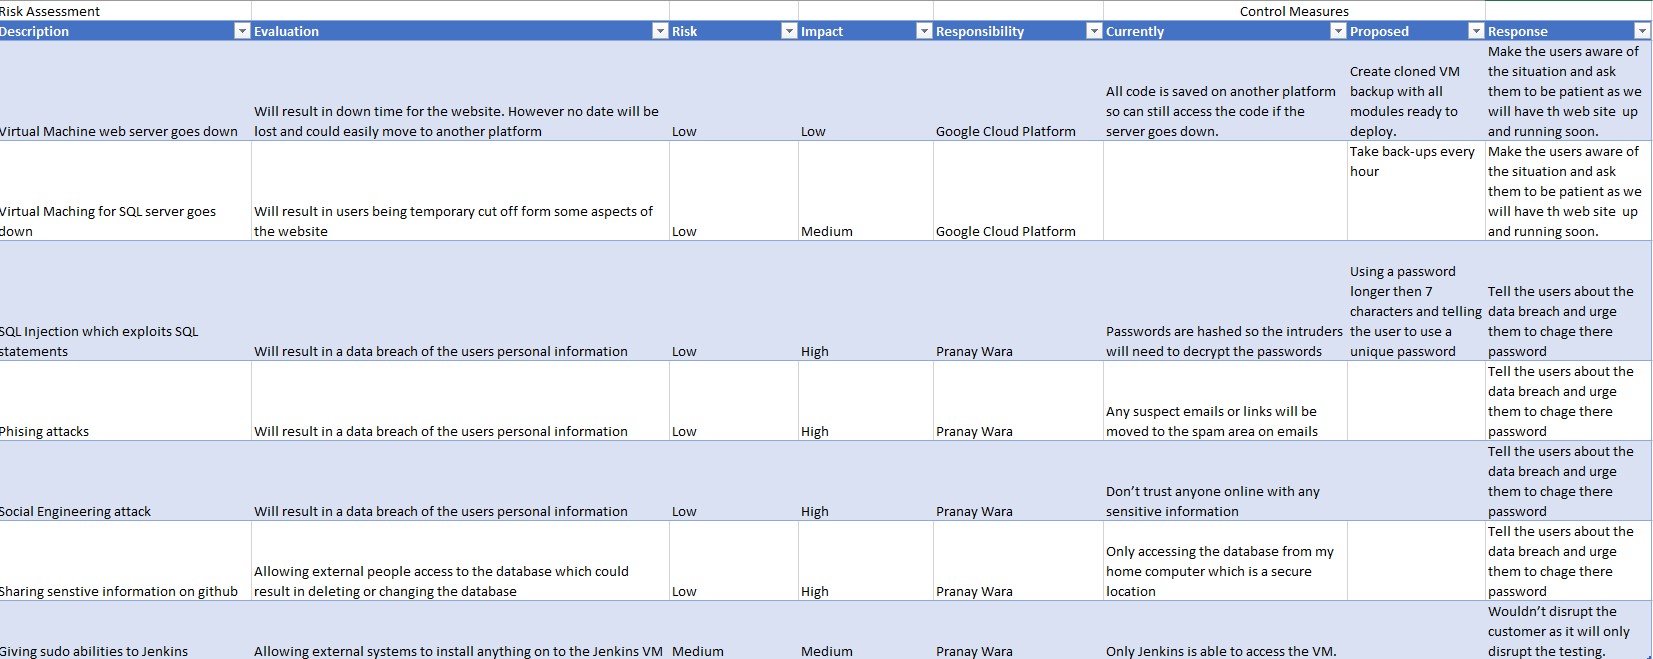 Risk Assessment
Control Measures
Description
Evaluation
Risk
Impact
Responsibility
Currently
Proposed
Response
Virtual Machine web server goes down
Will result in down time for the website. However no date will be
lost and could easily move to another platform
Low
Low
Google Cloud Platform
All code is saved on another platform
so can still access the code if the
server goes down.
Create cloned VM
backup with all
modules ready to
deploy.
Make the users aware of
the situation and ask
them to be patient as we
will have th web site  up
and running soon.
Virtual Maching for SQL server goes
down
Will result in users being temporary cut off form some aspects of
the website
Low
Medium
Google Cloud Platform
Take back-ups every
hour
Make the users aware of
the situation and ask
them to be patient as we
will have th web site  up
and running soon.
SQL Injection which exploits SQL
statements
Will result in a data breach of the users personal information
Low
High
Pranay Wara
Passwords are hashed so the intruders
will need to decrypt the passwords
Using a password
longer then 7
characters and telling
the user to use a
unique password
Tell the users about the
data breach and urge
them to chage there
password
Phising attacks
Will result in a data breach of the users personal information
Low
High
Pranay Wara
Any suspect emails or links will be
moved to the spam area on emails
Tell the users about the
data breach and urge
them to chage there
password
Social Engineering attack
Will result in a data breach of the users personal information
Low
High
Pranay Wara
Don't trust anyone online with any
sensitive information
Tell the users about the
data breach and urge
them to chage there
password
Sharing senstive information on github
Allowing external people access to the database which could
result in deleting or changing the database
Low
High
Pranay Wara
Only accessing the database from my
home computer which is a secure
location
Tell the users about the
data breach and urge
them to chage there
password
Giving sudo abilities to Jenkins
Allowing external systems to install anything on to the Jenkins VM
Medium
Medium
Pranay Wara
Only Jenkins is able to access the VM.
Wouldn't disrupt the
customer as it will only
disrupt the testing.